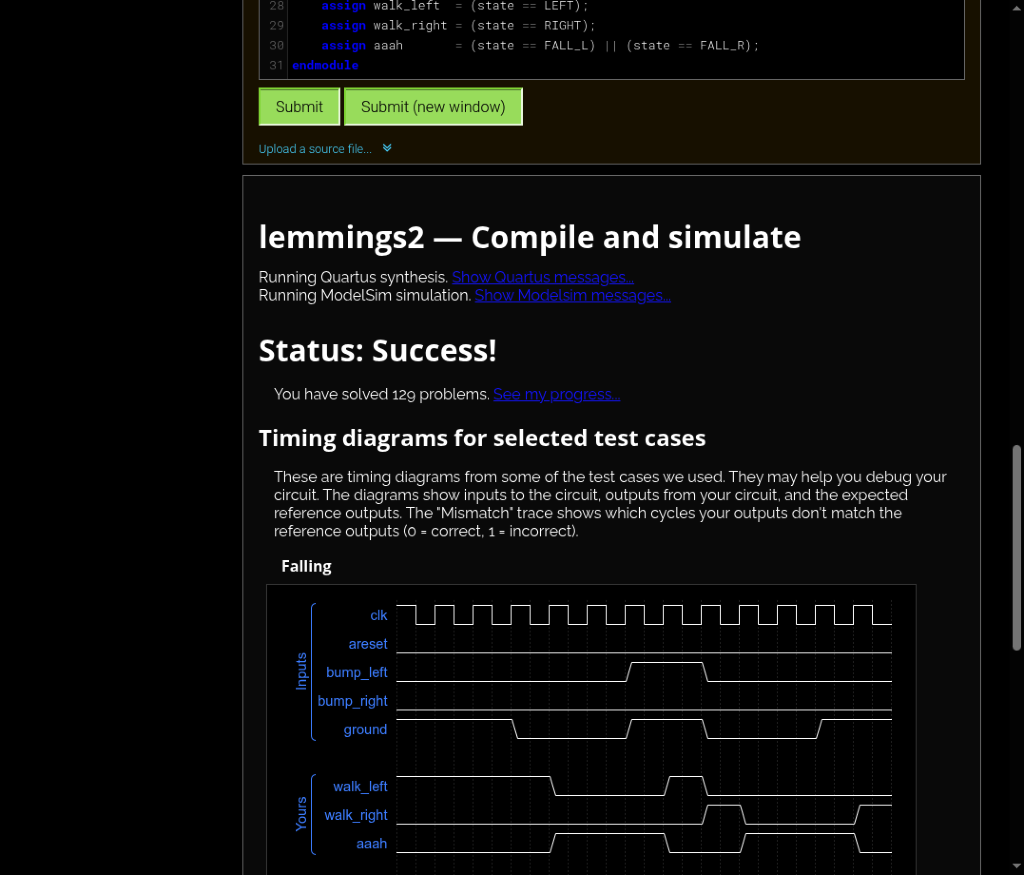 28 assign walk_left = (state == LEFT);
29 assign walk_right = (state == RIGHT);
30 assign aaah = (state == FALL_L) || (state == FALL_R);
31 endmodule
Submit Submit (new window)
Upload a source file...
lemmings2 — Compile and simulate
Running Quartus synthesis. Show Quartus messages...
Running ModelSim simulation. Show Modelsim messages...
Status: Success!
You have solved 129 problems. See my progress...
Timing diagrams for selected test cases
These are timing diagrams from some of the test cases we used. They may help you debug your
circuit. The diagrams show inputs to the circuit, outputs from your circuit, and the expected
reference outputs. The "Mismatch" trace shows which cycles your outputs don't match the
reference outputs (0 = correct, 1 = incorrect).
Falling
Inputs
clk
areset
bump_left
bump_right
ground
Yours
walk_left
walk_right
aaah